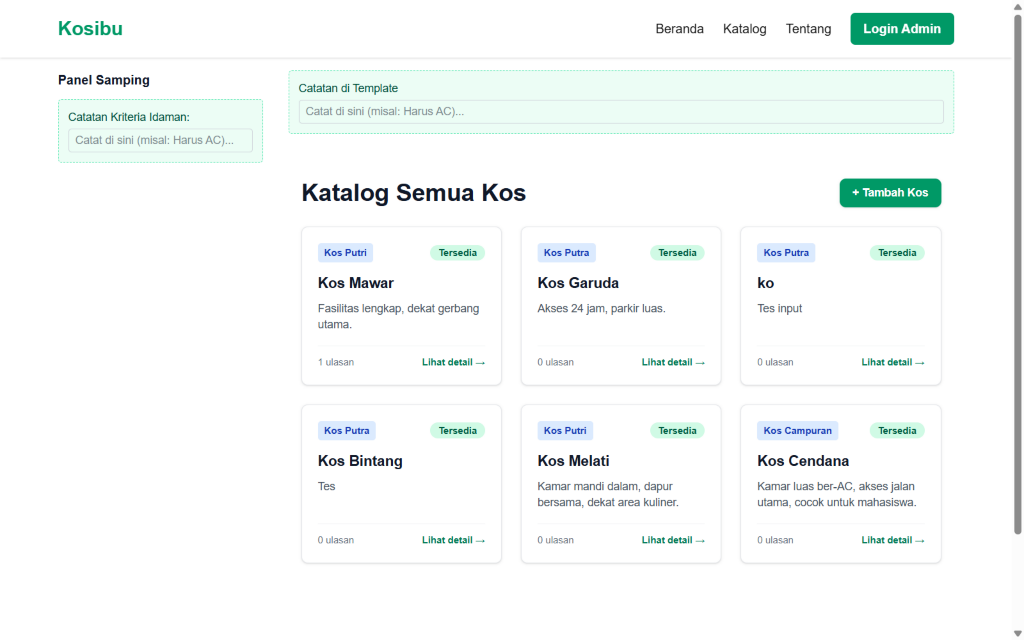 Kosibu
Beranda
Katalog
Tentang
Login Admin
Panel Samping
Catatan Kriteria Idaman:
Catat di sini (misal: Harus AC)...
Catatan di Template
Catat di sini (misal: Harus AC)...
Katalog Semua Kos
+ Tambah Kos
Kos Putri
Tersedia
Kos Mawar
Fasilitas lengkap, dekat gerbang
utama.
1 ulasan
Lihat detail →
Kos Putra
Tersedia
Kos Garuda
Akses 24 jam, parkir luas.
0 ulasan
Lihat detail →
Kos Putra
Tersedia
ko
Tes input
0 ulasan
Lihat detail →
Kos Putra
Tersedia
Kos Bintang
Tes
0 ulasan
Lihat detail →
Kos Putri
Tersedia
Kos Melati
Kamar mandi dalam, dapur
bersama, dekat area kuliner.
0 ulasan
Lihat detail →
Kos Campuran
Tersedia
Kos Cendana
Kamar luas ber-AC, akses jalan
utama, cocok untuk mahasiswa.
0 ulasan
Lihat detail →